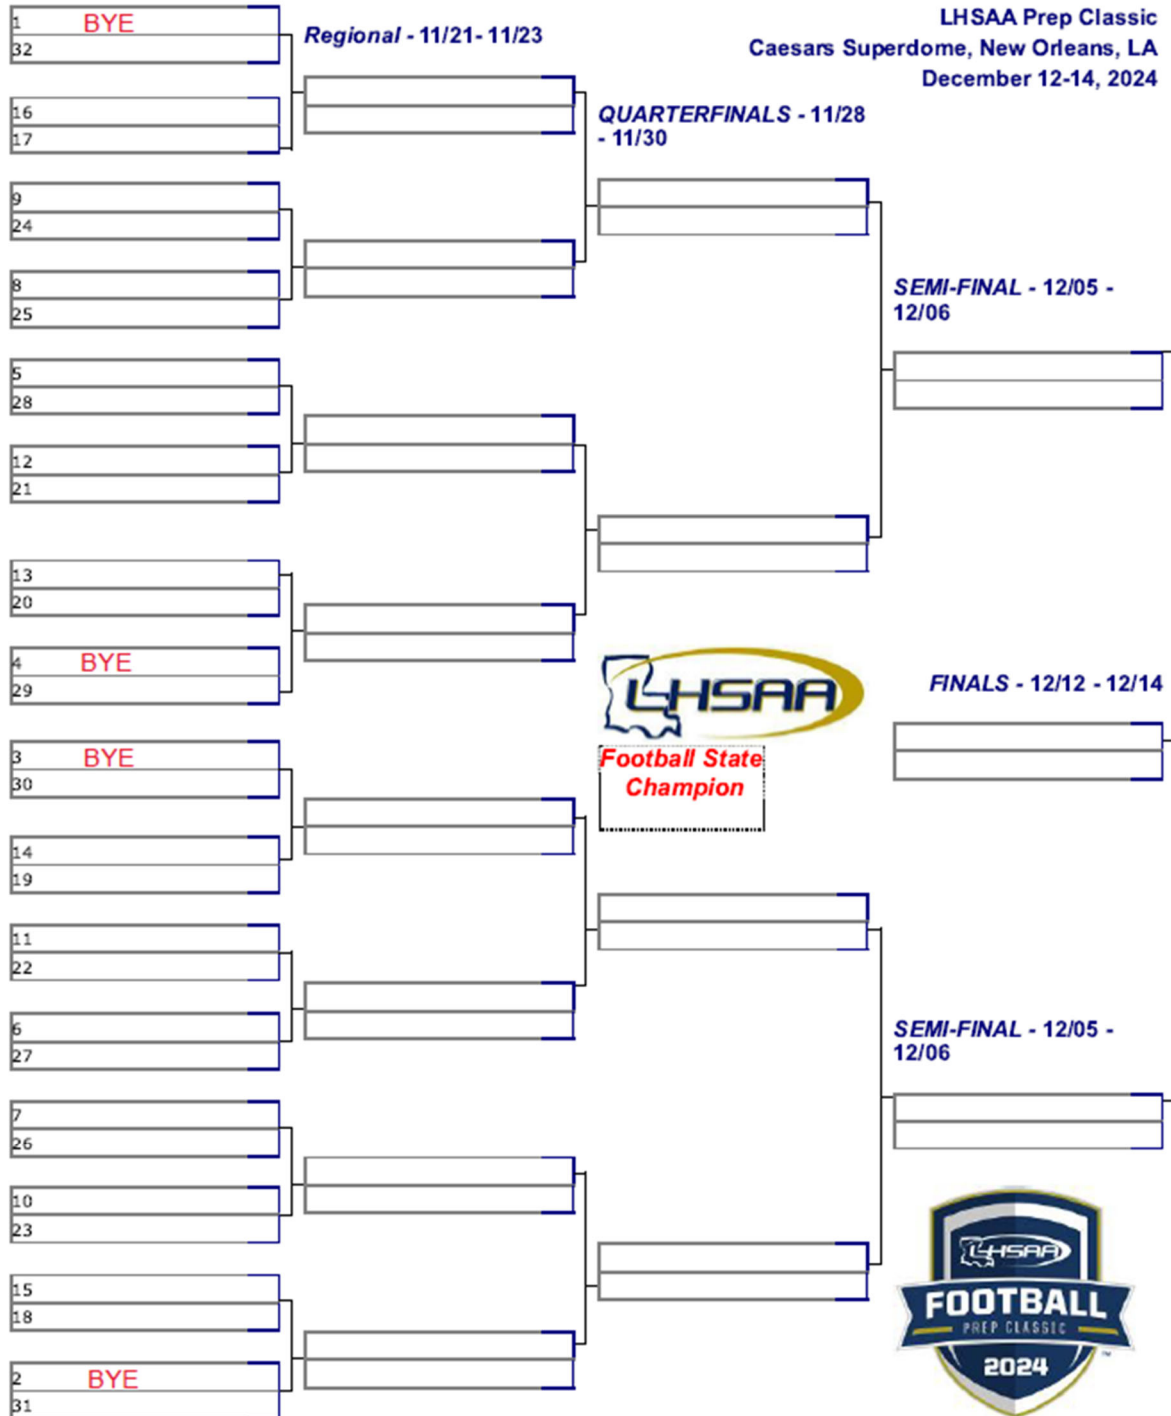 LHSAA Prep Classic
Caesars Superdome, New Orleans, LA
December 12-14, 2024
1 BYE
32
16
17
9
24
8
25
5
28
12
21
13
20
4 BYE
29
3 BYE
30
14
19
11
22
6
27
7
26
10
23
15
18
2 BYE
31
Regional - 11/21- 11/23
QUARTERFINALS - 11/28
- 11/30
SEMI-FINAL - 12/05 -
12/06
LHSAA
Football State
Champion
FINALS - 12/12 - 12/14
SEMI-FINAL - 12/05 -
12/06
LHSAA
FOOTBALL
PREP CLASSIC
TM
2024